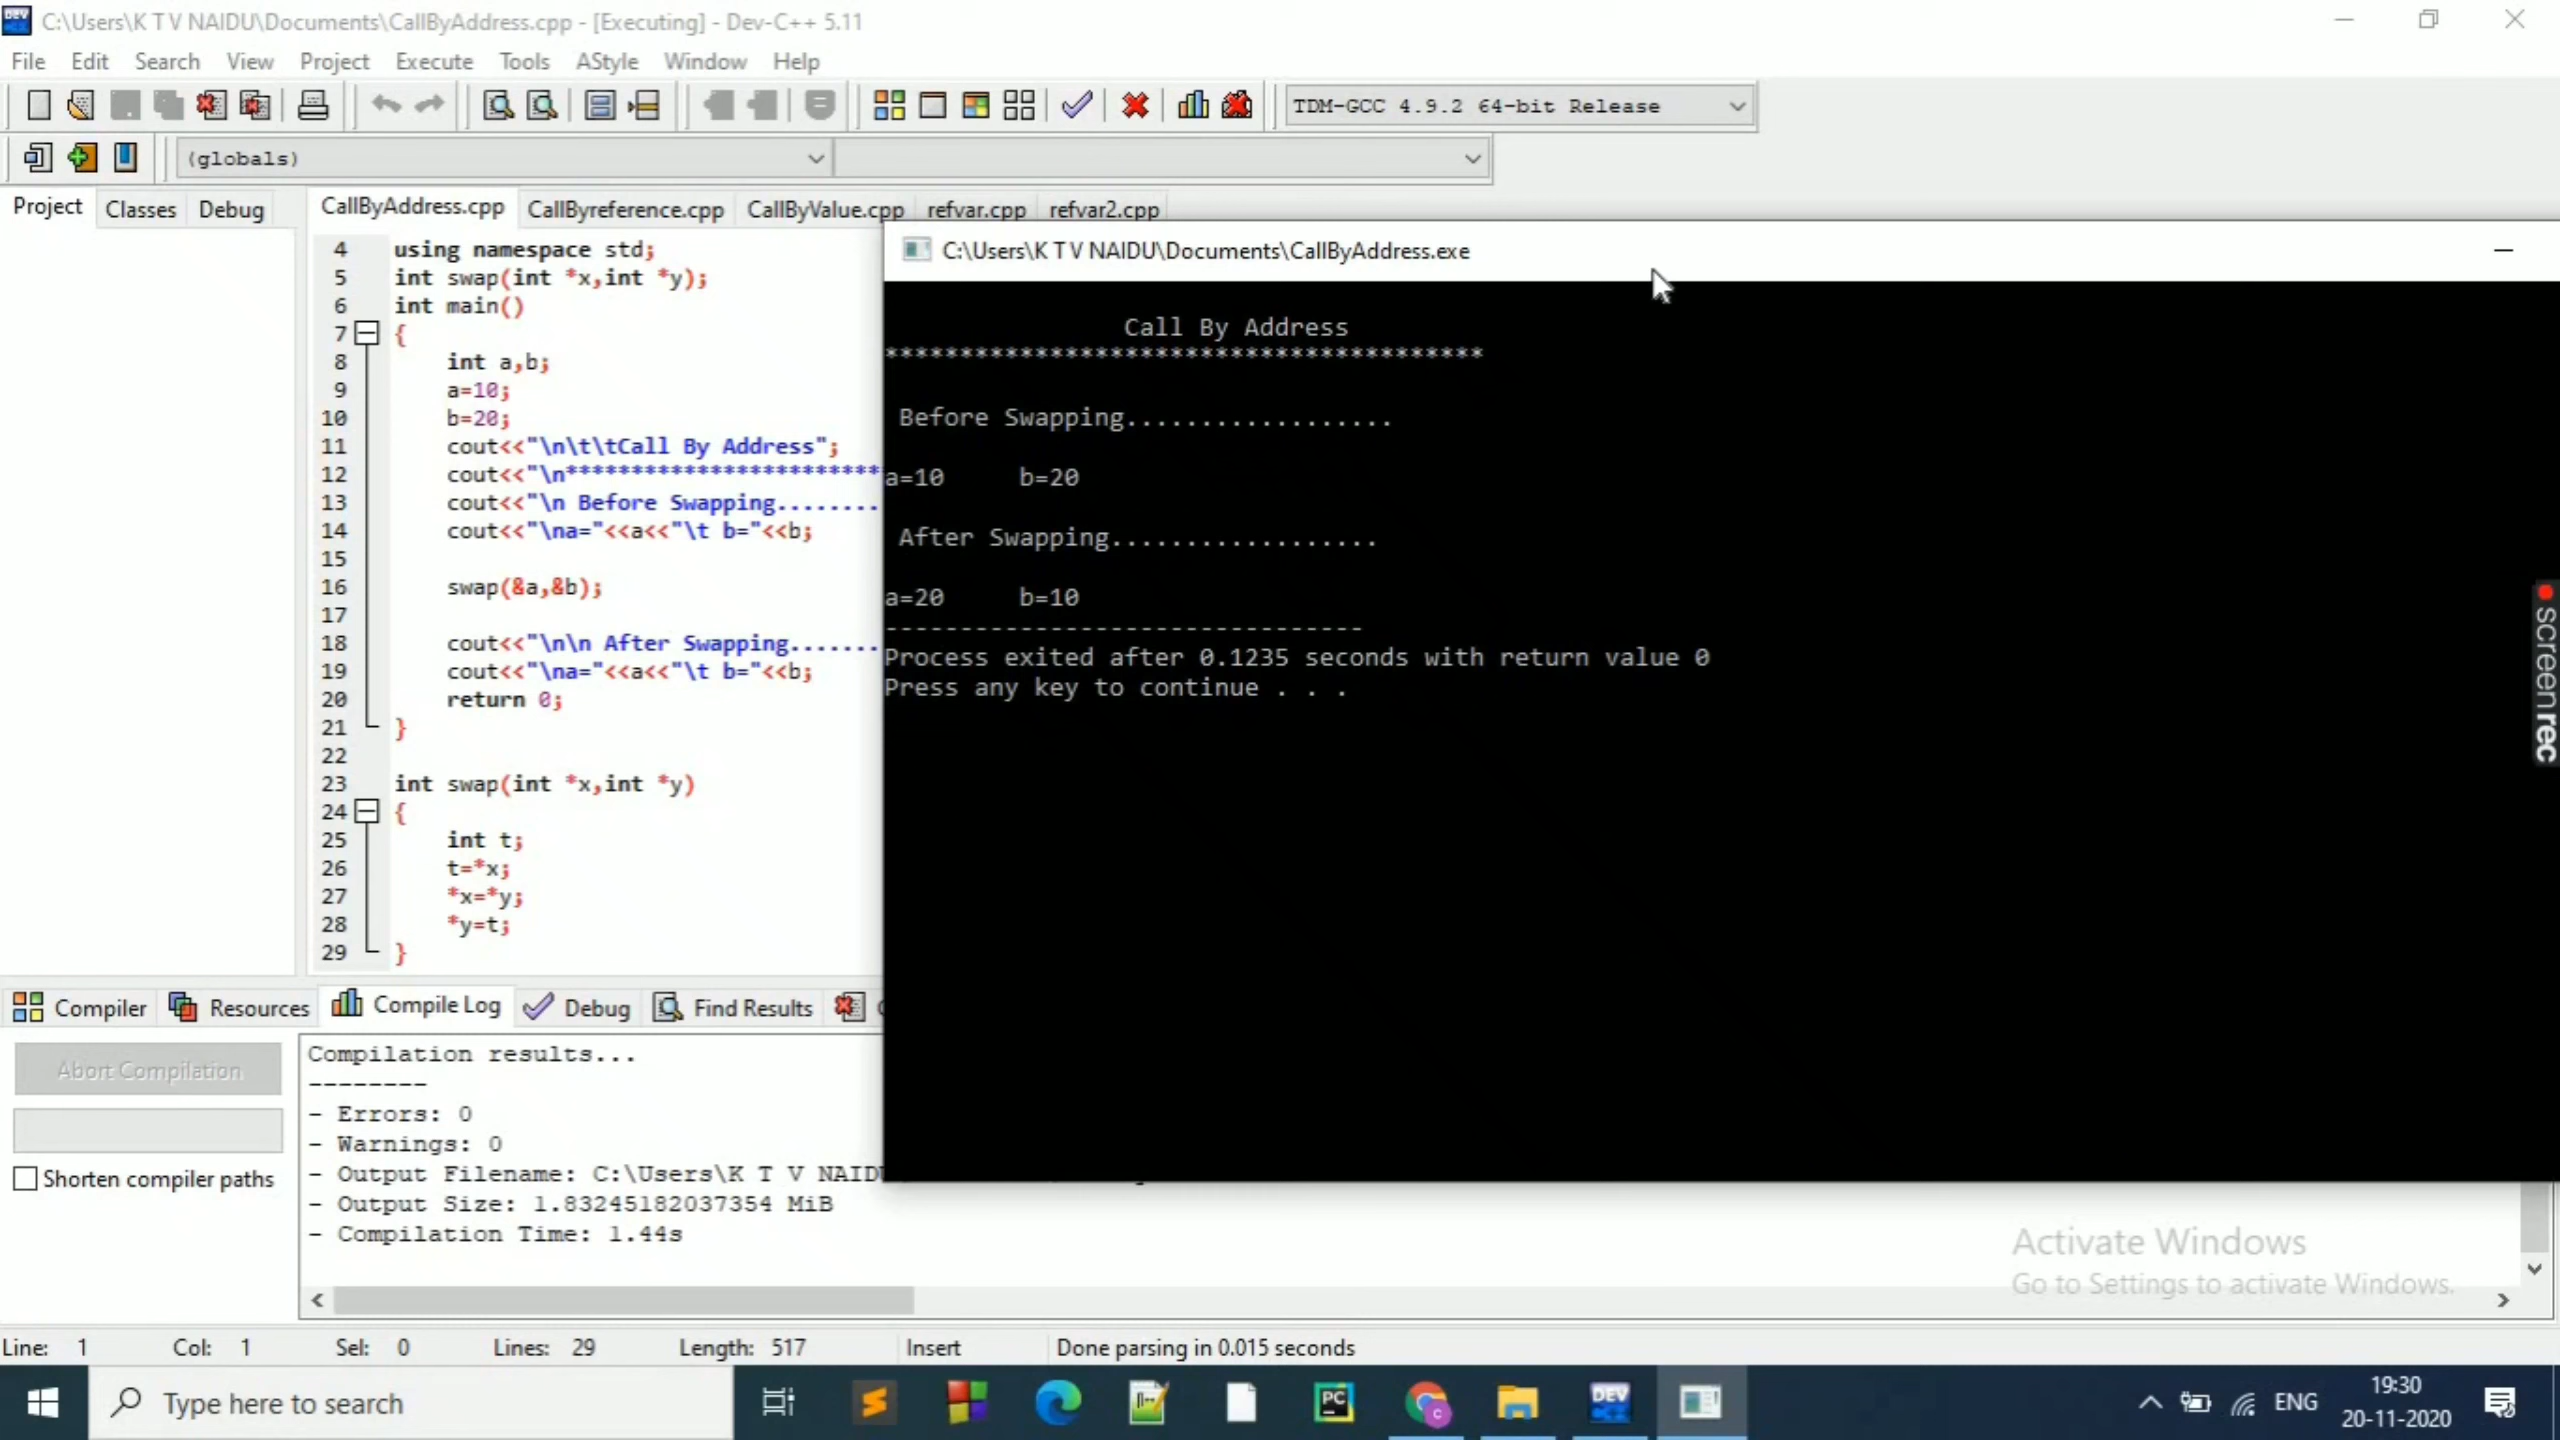 C:\Users\K T V NAIDU\Documents\CallByAddress.cpp - [Executing] - Dev-C++ 5.11
File Edit Search View Project Execute Tools AStyle Window Help
TDM-GCC 4.9.2 64-bit Release
(globals)
Project Classes Debug
CallByAddress.cpp CallByreference.cpp CallByValue.cpp refvar.cpp refvar2.cpp
4 using namespace std;
5 int swap(int *x,int *y);
6 int main()
7 {
8 int a,b;
9 a=10;
10 b=20;
11 cout<<"\n\t\tCall By Address";
12 cout<<"\n************************
13 cout<<"\n Before Swapping........
14 cout<<"\na="<<a<<"\t b="<<b;
15
16 swap(&a,&b);
17
18 cout<<"\n\n After Swapping.......
19 cout<<"\na="<<a<<"\t b="<<b;
20 return 0;
21 }
22
23 int swap(int *x,int *y)
24 {
25 int t;
26 t=*x;
27 *x=*y;
28 *y=t;
29 }
C:\Users\K T V NAIDU\Documents\CallByAddress.exe
Call By Address
****************************************
Before Swapping..................
a=10 b=20
After Swapping..................
a=20 b=10
--------------------------------
Process exited after 0.1235 seconds with return value 0
Press any key to continue . . .
screenrec
Compiler Resources Compile Log Debug Find Results
Abort Compilation
Shorten compiler paths
Compilation results...
--------
- Errors: 0
- Warnings: 0
- Output Filename: C:\Users\K T V NAIDU
- Output Size: 1.83245182037354 MiB
- Compilation Time: 1.44s
Activate Windows
Go to Settings to activate Windows.
Line: 1 Col: 1 Sel: 0 Lines: 29 Length: 517 Insert Done parsing in 0.015 seconds
Type here to search
PC
DEV
C++
ENG
19:30
20-11-2020